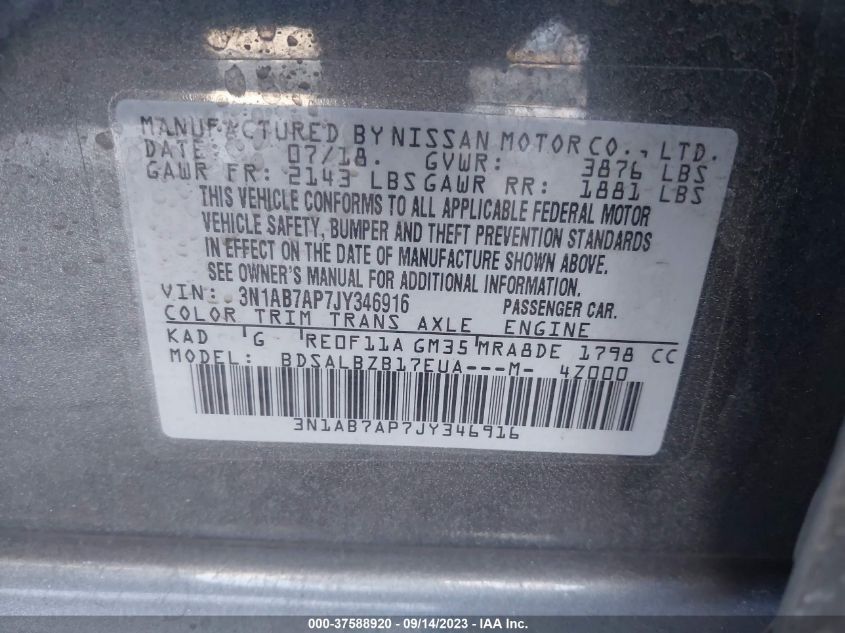 MANUFACTURED BY NISSAN MOTOR CO., LTD.
DATE: 07/18. GVWR: 3876 LBS
GAWR FR: 2143 LBS GAWR RR: 1881 LBS
THIS VEHICLE CONFORMS TO ALL APPLICABLE FEDERAL MOTOR
VEHICLE SAFETY, BUMPER AND THEFT PREVENTION STANDARDS
IN EFFECT ON THE DATE OF MANUFACTURE SHOWN ABOVE.
SEE OWNER'S MANUAL FOR ADDITIONAL INFORMATION.
VIN: 3N1AB7AP7JY346916 PASSENGER CAR.
COLOR TRIM TRANS AXLE ENGINE
KAD G RE0F11A GM35 MRA8DE 1798 CC
MODEL: BDSALBZB17EUA---M- 4Z000
3N1AB7AP7JY346916
000-37588920 - 09/14/2023 - IAAI.COM